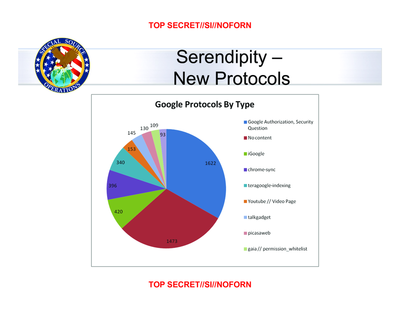 TOP SECRET//SI//NOFORN
SPECIAL SOURCE
OPERATIONS
Serendipity –
New Protocols
Google Protocols By Type
109
130
93
145
153
340
396
420
1473
Google Authorization, Security
Question
No content
iGoogle
chrome-sync
teragoogle-indexing
Youtube // Video Page
talkgadget
picasaweb
gaia // permission_whitelist
TOP SECRET//SI//NOFORN